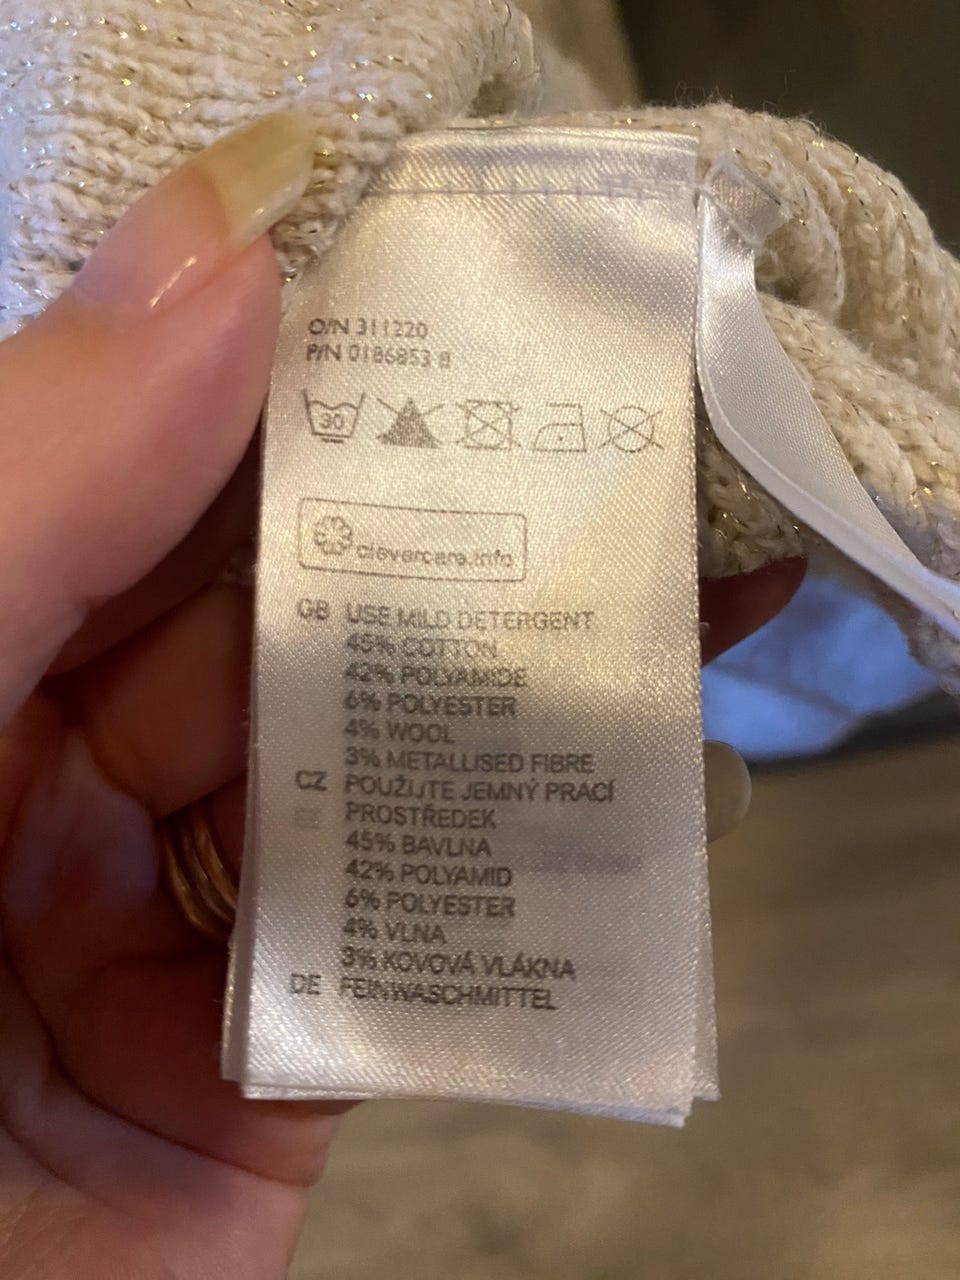 O/N 311220
P/N 0186853 8
30
clevercare.info
GB USE MILD DETERGENT
45% COTTON
42% POLYAMIDE
6% POLYESTER
4% WOOL
3% METALLISED FIBRE
CZ POUŽIJTE JEMNÝ PRACÍ
PROSTŘEDEK
45% BAVLNA
42% POLYAMID
6% POLYESTER
4% VLNA
3% KOVOVÁ VLÁKNA
DE FEINWASCHMITTEL